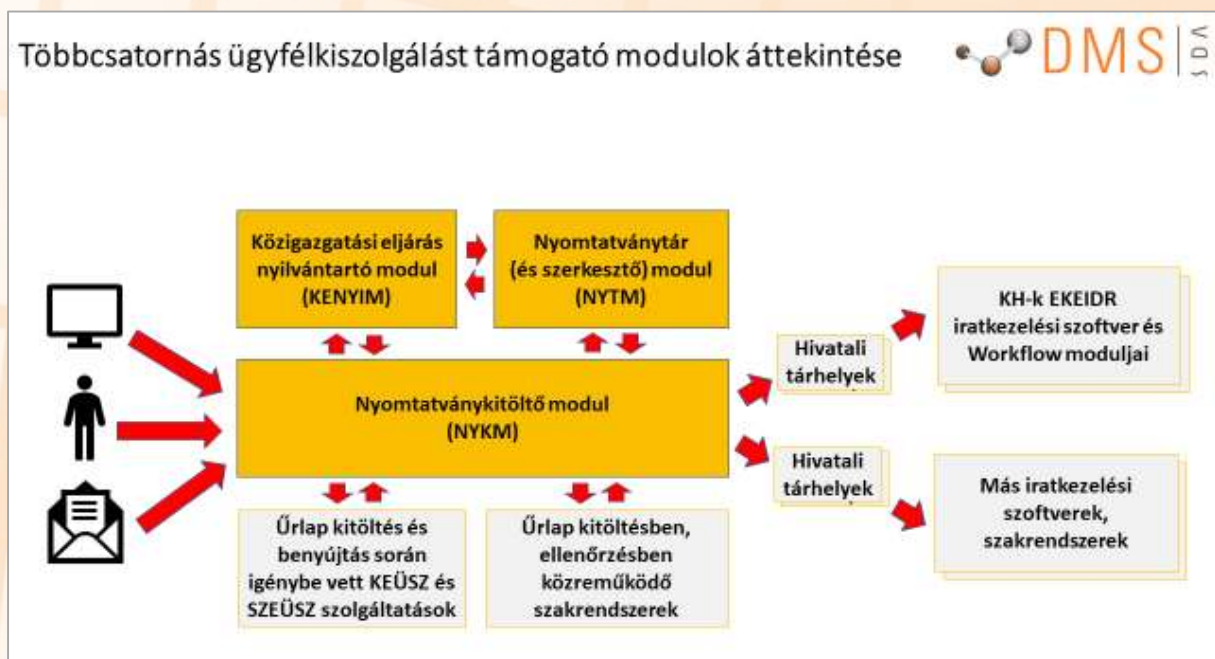 Többcsatornás ügyfélkiszolgálást támogató modulok áttekintése
DMS
VDS
Közigazgatási eljárás
nyilvántartó modul
(KENYIM)
Nyomtatványtár
(és szerkesztő) modul
(NYTM)
Nyomtatványkitöltő modul
(NYKM)
Hivatali
tárhelyek
KH-k EKEIDR
iratkezelési szoftver és
Workflow moduljai
Hivatali
tárhelyek
Más iratkezelési
szoftverek,
szakrendszerek
Űrlap kitöltés és
benyújtás során
igénybe vett KEÜSZ és
SZEÜSZ szolgáltatások
Űrlap kitöltésben,
ellenőrzésben
közreműködő
szakrendszerek